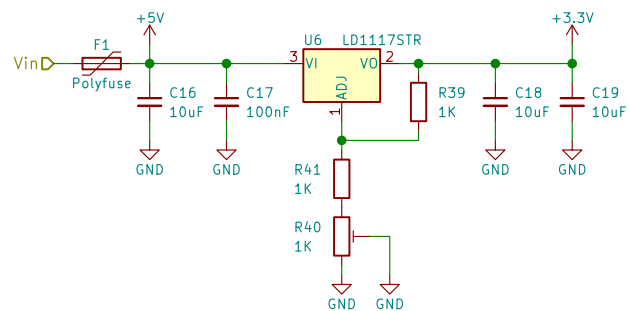 +5V
+3.3V
F1
U6
LD1117STR
Vin
3
VI
VO
2
Polyfuse
ADJ
1
C16
10uF
C17
100nF
R39
1K
C18
10uF
C19
10uF
GND
GND
GND
GND
R41
1K
R40
1K
GND
GND